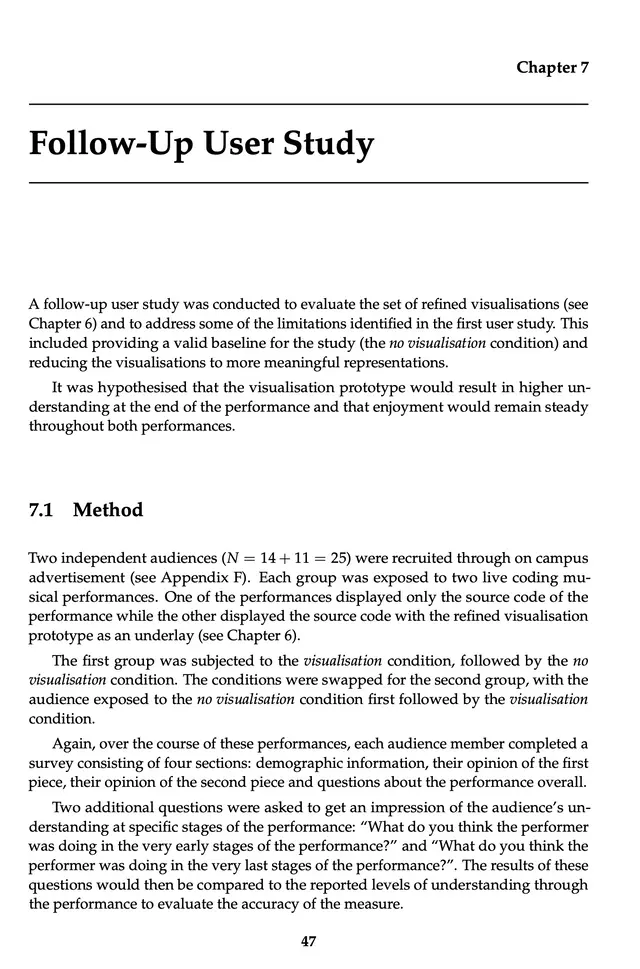 Chapter 7
Follow-Up User Study
A follow-up user study was conducted to evaluate the set of refined visualisations (see
Chapter 6) and to address some of the limitations identified in the first user study. This
included providing a valid baseline for the study (the no visualisation condition) and
reducing the visualisations to more meaningful representations.
It was hypothesised that the visualisation prototype would result in higher un-
derstanding at the end of the performance and that enjoyment would remain steady
throughout both performances.
7.1 Method
Two independent audiences (N = 14 + 11 = 25) were recruited through on campus
advertisement (see Appendix F). Each group was exposed to two live coding mu-
sical performances. One of the performances displayed only the source code of the
performance while the other displayed the source code with the refined visualisation
prototype as an underlay (see Chapter 6).
The first group was subjected to the visualisation condition, followed by the no
visualisation condition. The conditions were swapped for the second group, with the
audience exposed to the no visualisation condition first followed by the visualisation
condition.
Again, over the course of these performances, each audience member completed a
survey consisting of four sections: demographic information, their opinion of the first
piece, their opinion of the second piece and questions about the performance overall.
Two additional questions were asked to get an impression of the audience's un-
derstanding at specific stages of the performance: “What do you think the performer
was doing in the very early stages of the performance?” and “What do you think the
performer was doing in the very last stages of the performance?”. The results of these
questions would then be compared to the reported levels of understanding through
the performance to evaluate the accuracy of the measure.
47